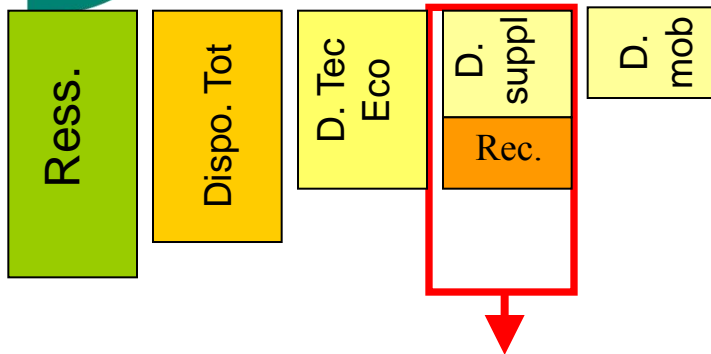 Ress.
Dispo. Tot
D. Tec
Eco
D.
suppl
Rec.
D.
mob